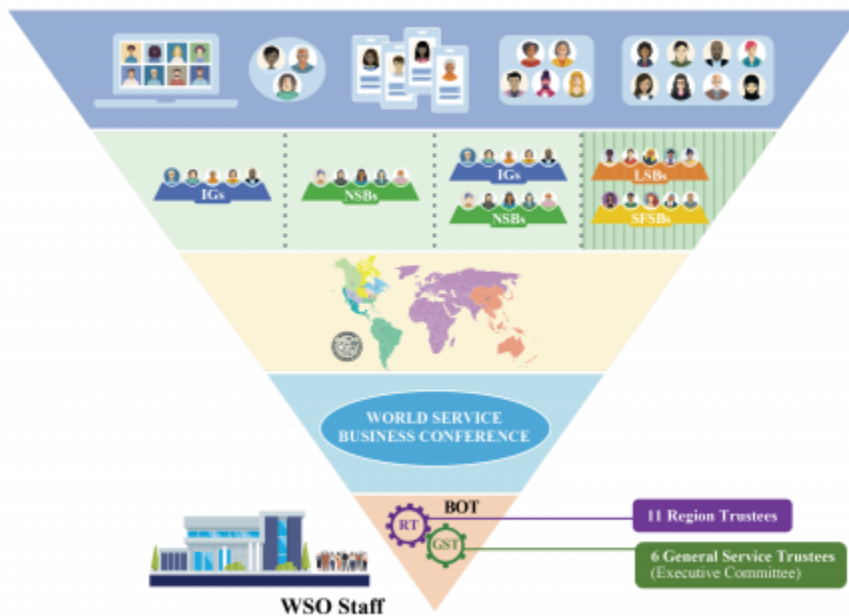 IGs
NSBs
IGs
NSBs
LSBs
SFSBs
WORLD SERVICE
BUSINESS CONFERENCE
BOT
RT
GST
11 Region Trustees
6 General Service Trustees
(Executive Committee)
WSO Staff